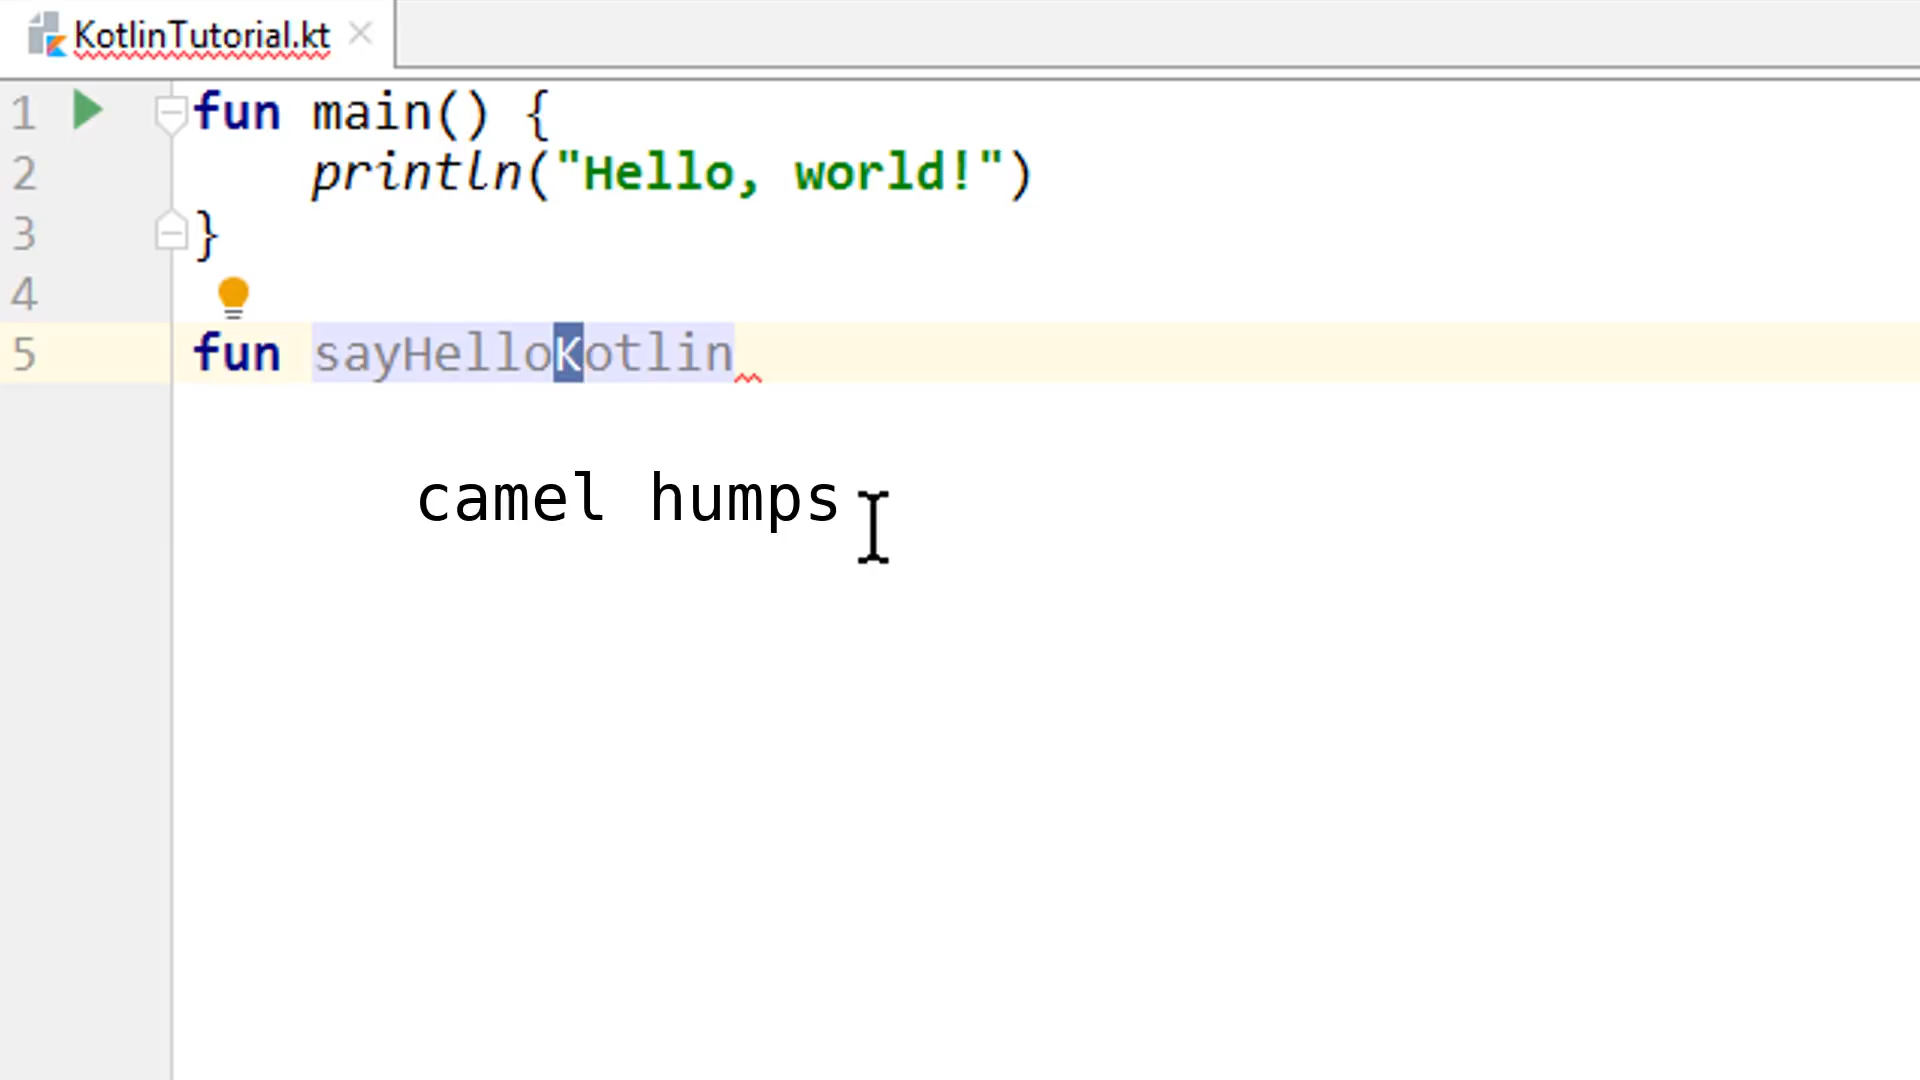 KotlinTutorial.kt
1 fun main() {
2 println("Hello, world!")
3 }
4
5 fun sayHelloKotlin
camel humps